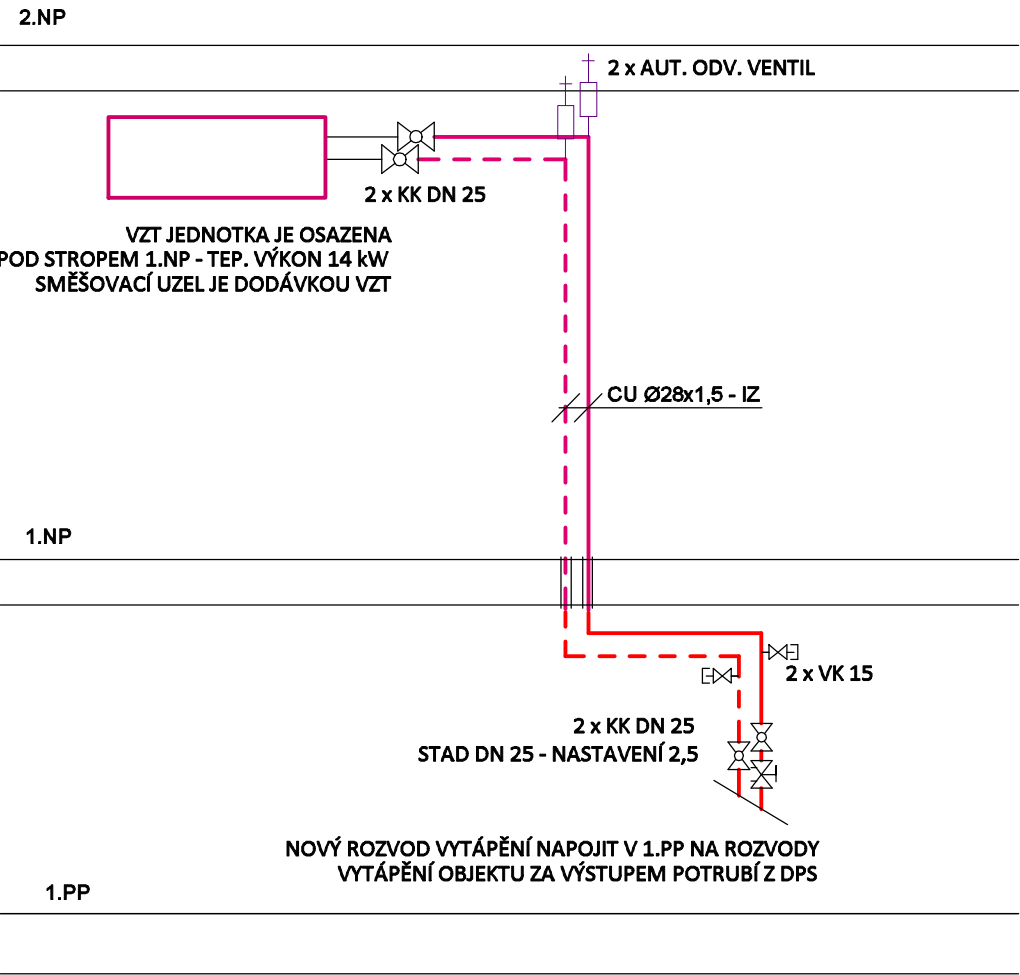 2.NP
2 x AUT. ODV. VENTIL
2 x KK DN 25
VZT JEDNOTKA JE OSAZENA
POD STROPEM 1.NP - TEP. VÝKON 14 kW
SMĚŠOVACÍ UZEL JE DODÁVKOU VZT
CU Ø28x1,5 - IZ
1.NP
2 x VK 15
2 x KK DN 25
STAD DN 25 - NASTAVENÍ 2,5
NOVÝ ROZVOD VYTÁPĚNÍ NAPOJIT V 1.PP NA ROZVODY
VYTÁPĚNÍ OBJEKTU ZA VÝSTUPEM POTRUBÍ Z DPS
1.PP